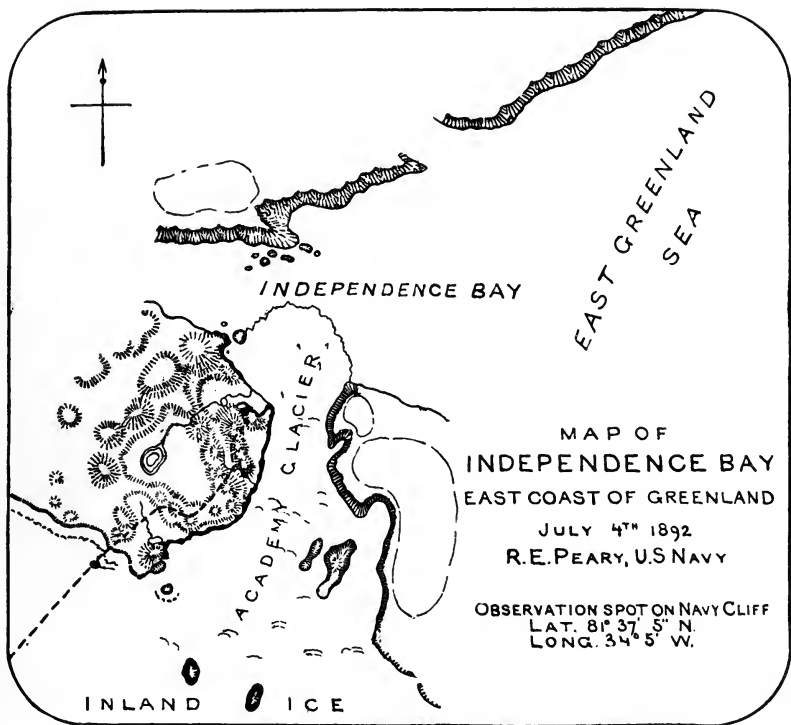 EAST GREENLAND
SEA
INDEPENDENCE BAY
ACADEMY GLACIER
MAP OF
INDEPENDENCE BAY
EAST COAST OF GREENLAND
JULY 4TH 1892
R.E. PEARY, U.S NAVY
OBSERVATION SPOT ON NAVY CLIFF
LAT. 81° 37' 5" N.
LONG. 34° 5' W.
INLAND ICE